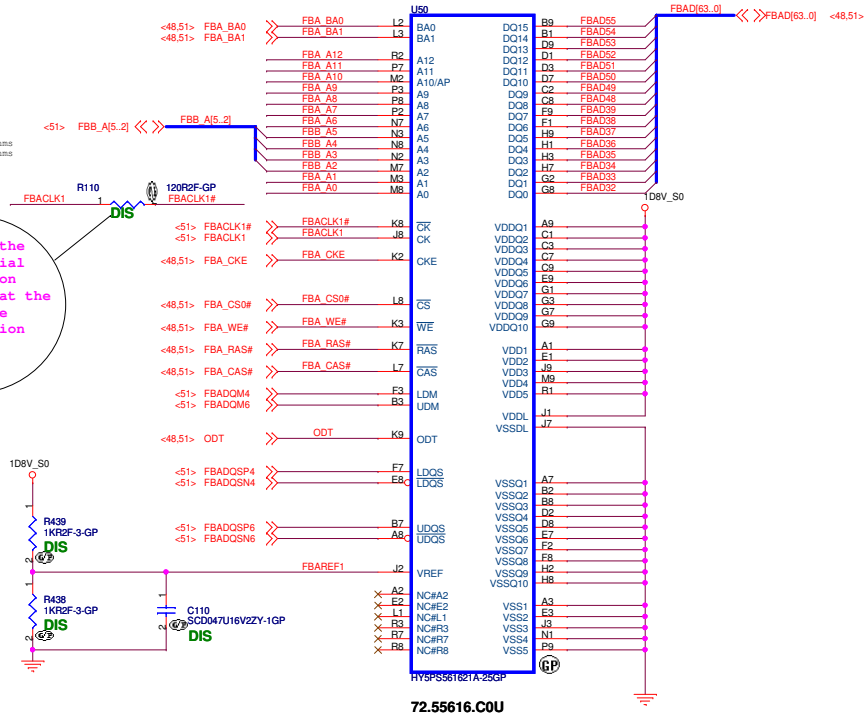 U50
FBAD[63..0]
FBAD[63..0] <48,51>
<48,51> FBA_BA0 FBA_BA0 L2 BA0 DQ15 B9 FBAD55
<48,51> FBA_BA1 FBA_BA1 L3 BA1 DQ14 B1 FBAD54
DQ13 D9 FBAD53
FBA_A12 R2 A12 DQ12 D1 FBAD52
FBA_A11 P7 A11 DQ11 D3 FBAD51
FBA_A10 M2 A10/AP DQ10 D7 FBAD50
FBA_A9 P3 A9 DQ9 C2 FBAD49
FBA_A8 P8 A8 DQ8 C8 FBAD48
FBA_A7 P2 A7 DQ7 F9 FBAD39
FBA_A6 N7 A6 DQ6 F1 FBAD38
<51> FBB_A[5..2] FBB_A5 N3 A5 DQ5 H9 FBAD37
FBB_A4 N8 A4 DQ4 H1 FBAD36
FBB_A3 N2 A3 DQ3 H3 FBAD35
FBB_A2 M7 A2 DQ2 H7 FBAD34
FBA_A1 M3 A1 DQ1 G2 FBAD33
FBA_A0 M8 A0 DQ0 G8 FBAD32
ms
ms
R110 120R2F-GP
FBACLK1 1 2 FBACLK1#
DIS
the
ial
on
at the
e
ion
1D8V_S0
<51> FBACLK1# FBACLK1# K8 CK VDDQ1 A9
<51> FBACLK1 FBACLK1 J8 CK VDDQ2 C1
VDDQ3 C3
<48,51> FBA_CKE FBA_CKE K2 CKE VDDQ4 C7
VDDQ5 C9
VDDQ6 E9
VDDQ7 G1
<48,51> FBA_CS0# FBA_CS0# L8 CS VDDQ8 G3
VDDQ9 G7
<48,51> FBA_WE# K3 WE VDDQ10 G9
FBA_WE#
<48,51> FBA_RAS# FBA_RAS# K7 RAS VDD1 A1
VDD2 E1
<48,51> FBA_CAS# FBA_CAS# L7 CAS VDD3 J9
VDD4 M9
<51> FBADQM4 F3 LDM VDD5 R1
<51> FBADQM6 B3 UDM
VDDL J1
VSSDL J7
<48,51> ODT ODT K9 ODT
<51> FBADQSP4 F7 LDQS
<51> FBADQSN4 E8 LDQS VSSQ1 A7
VSSQ2 B2
VSSQ3 B8
VSSQ4 D2
<51> FBADQSP6 B7 UDQS VSSQ5 D8
<51> FBADQSN6 A8 UDQS VSSQ6 E7
VSSQ7 F2
VSSQ8 F8
FBAREF1 J2 VREF VSSQ9 H2
VSSQ10 H8
A2 NC#A2
E2 NC#E2 VSS1 A3
L1 NC#L1 VSS2 E3
R3 NC#R3 VSS3 J3
R7 NC#R7 VSS4 N1
R8 NC#R8 VSS5 P9
1D8V_S0
1
R439
1KR2F-3-GP
DIS
2
1
R438
1KR2F-3-GP
DIS
2
1
C110
SCD047U16V2ZY-1GP
2
DIS
GP
HY5PS561621A-25GP
72.55616.C0U